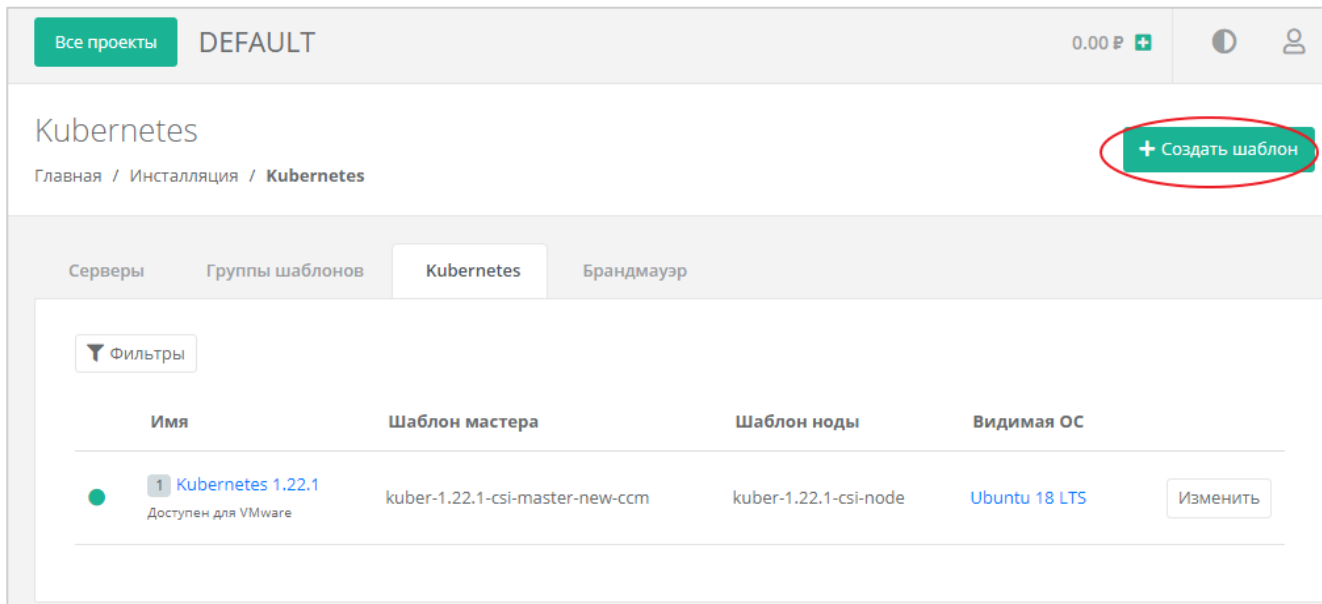 Все проекты DEFAULT 0.00 ₽
Kubernetes
Создать шаблон
Главная / Инсталляция / Kubernetes
Серверы Группы шаблонов Kubernetes Брандмауэр
Фильтры
Имя Шаблон мастера Шаблон ноды Видимая ОС
1 Kubernetes 1.22.1 kuber-1.22.1-csi-master-new-ccm kuber-1.22.1-csi-node Ubuntu 18 LTS Изменить
Доступен для VMware